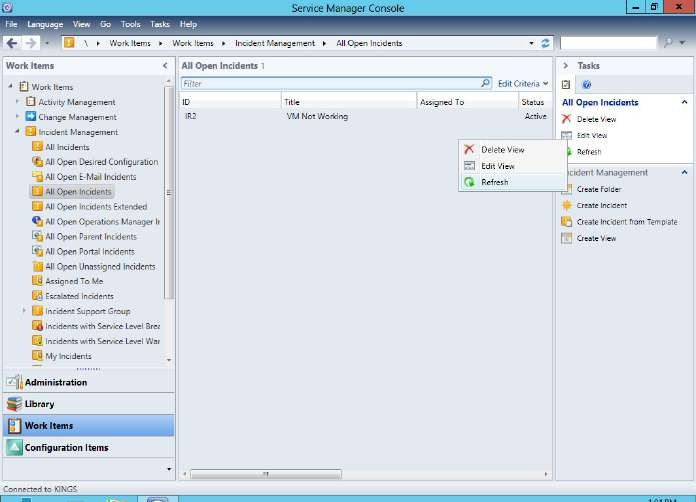 Service Manager Console
File Language View Go Tools Tasks Help
\ Work Items Work Items Incident Management All Open Incidents
Work Items
Work Items
Activity Management
Change Management
Incident Management
All Incidents
All Open Desired Configuration
All Open E-Mail Incidents
All Open Incidents
All Open Incidents Extended
All Open Operations Manager Ir
All Open Parent Incidents
All Open Portal Incidents
All Open Unassigned Incidents
Assigned To Me
Escalated Incidents
Incident Support Group
Incidents with Service Level Brea
Incidents with Service Level War
My Incidents
Administration
Library
Work Items
Configuration Items
All Open Incidents 1
Filter
Edit Criteria
ID Title Assigned To Status
IR2 VM Not Working Active
Delete View
Edit View
Refresh
Tasks
All Open Incidents
Delete View
Edit View
Refresh
Incident Management
Create Folder
Create Incident
Create Incident from Template
Create View
Connected to KINGS